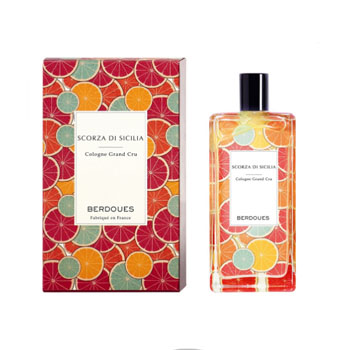 SCORZA DI SICILIA
Cologne Grand Cru
BERDOUES
Fabriqué en France
SCORZA DI SICILIA
Cologne Grand Cru
BERDOUES